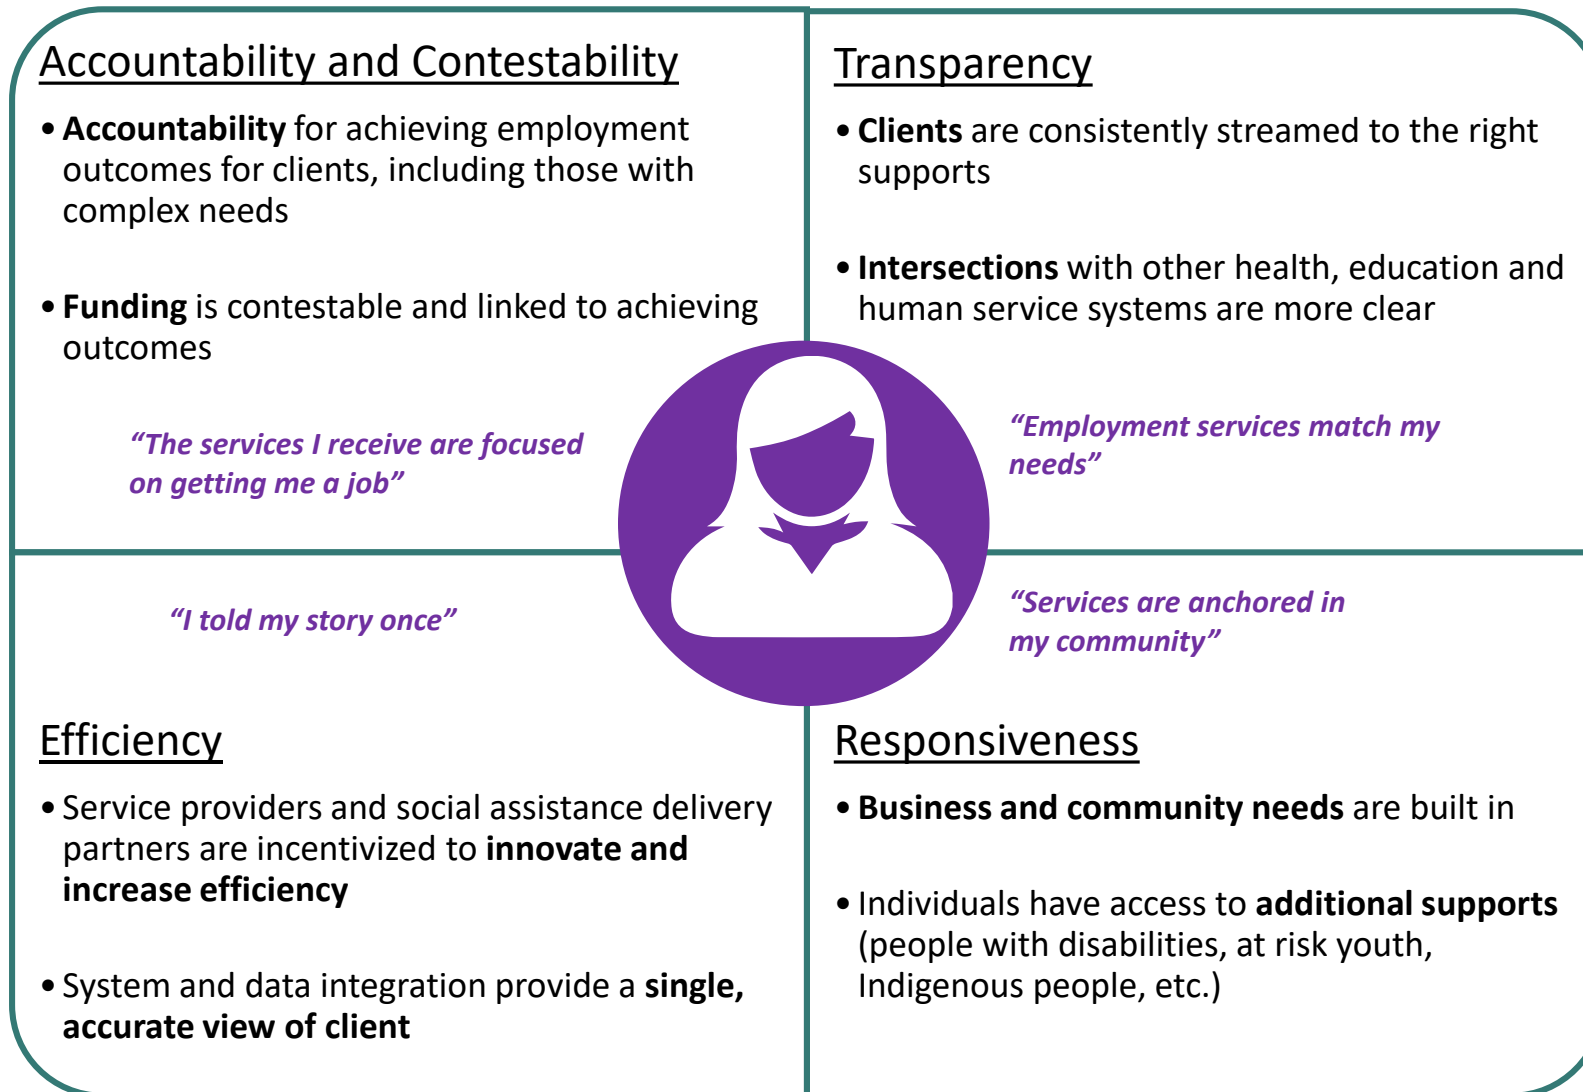 Accountability and Contestability
• Accountability for achieving employment
outcomes for clients, including those with
complex needs
• Funding is contestable and linked to achieving
outcomes
“The services I receive are focused
on getting me a job”
Transparency
• Clients are consistently streamed to the right
supports
• Intersections with other health, education and
human service systems are more clear
“Employment services match my
needs”
“I told my story once”
Efficiency
• Service providers and social assistance delivery
partners are incentivized to innovate and
increase efficiency
• System and data integration provide a single,
accurate view of client
“Services are anchored in
my community”
Responsiveness
• Business and community needs are built in
• Individuals have access to additional supports
(people with disabilities, at risk youth,
Indigenous people, etc.)